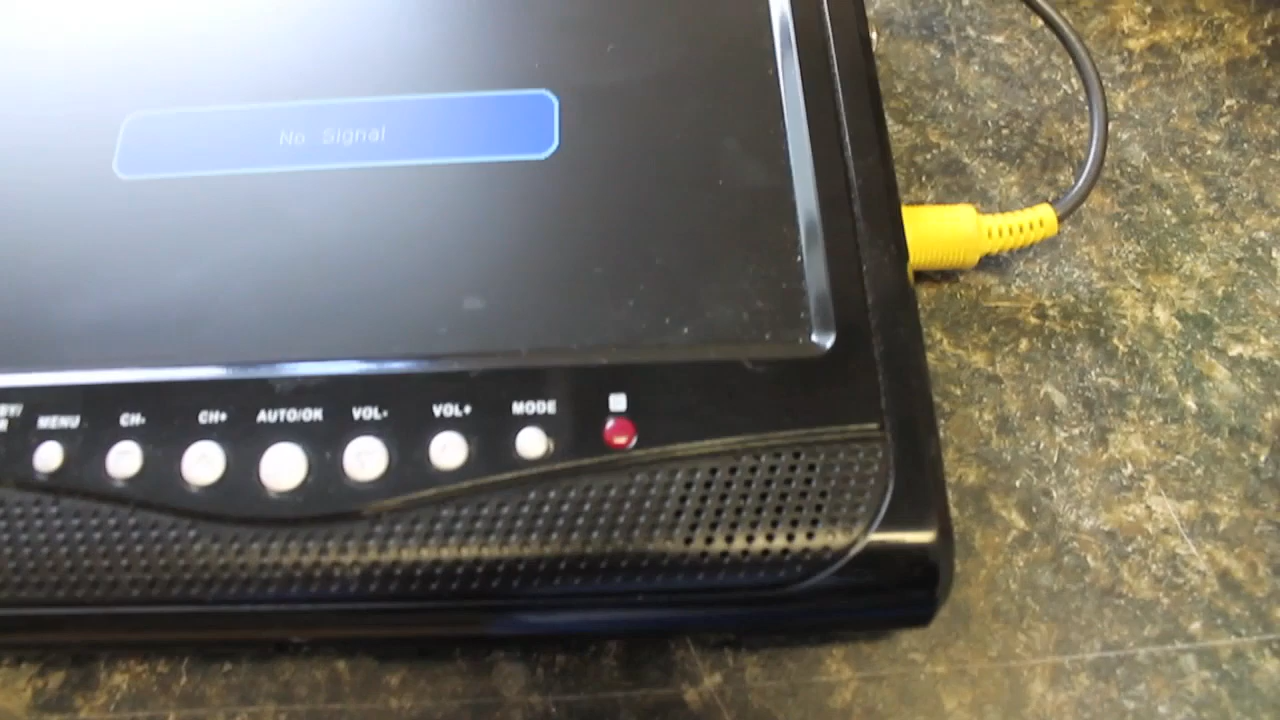 No Signal
MENU
CH-
CH+
AUTO/OK
VOL-
VOL+
MODE